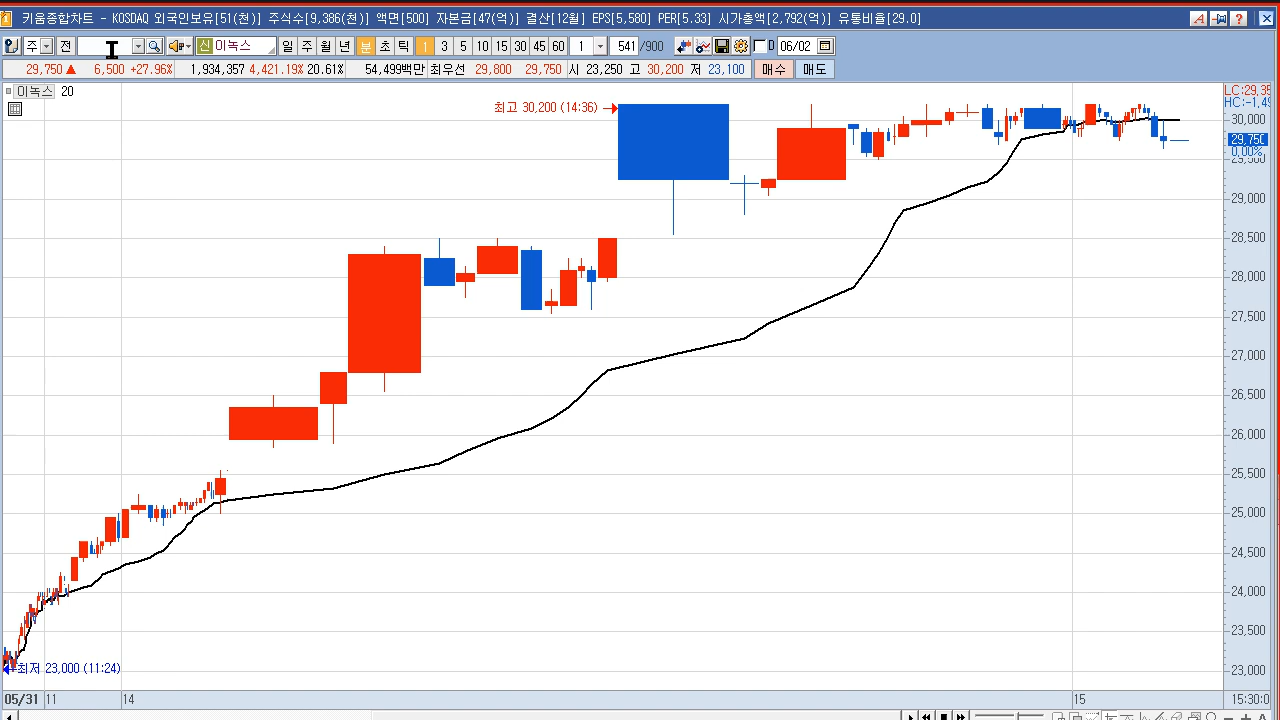 키움종합차트 - KOSDAQ 외국인보유[51(천)] 주식수[9,386(천)] 액면[500] 자본금[47(억)] 결산[12월] EPS[5,580] PER[5.33] 시가총액[2,792(억)] 유통비율[29.0]
주 전 신 이녹스 일 주 월 년 분 초 틱 1 3 5 10 15 30 45 60 1 541 /900 D 06/02
29,750 ▲ 6,500 +27.96% 1,934,357 4,421.19% 20.61% 54,499백만 최우선 29,800 29,750 시 23,250 고 30,200 저 23,100 매수 매도
이녹스 20
LC:29,35
HC:-1,49
최고 30,200 (14:36)
30,000
29,750
0.00%
29,500
29,000
28,500
28,000
27,500
27,000
26,500
26,000
25,500
25,000
24,500
24,000
23,500
23,000
최저 23,000 (11:24)
05/31 11 14 15 15:30:0